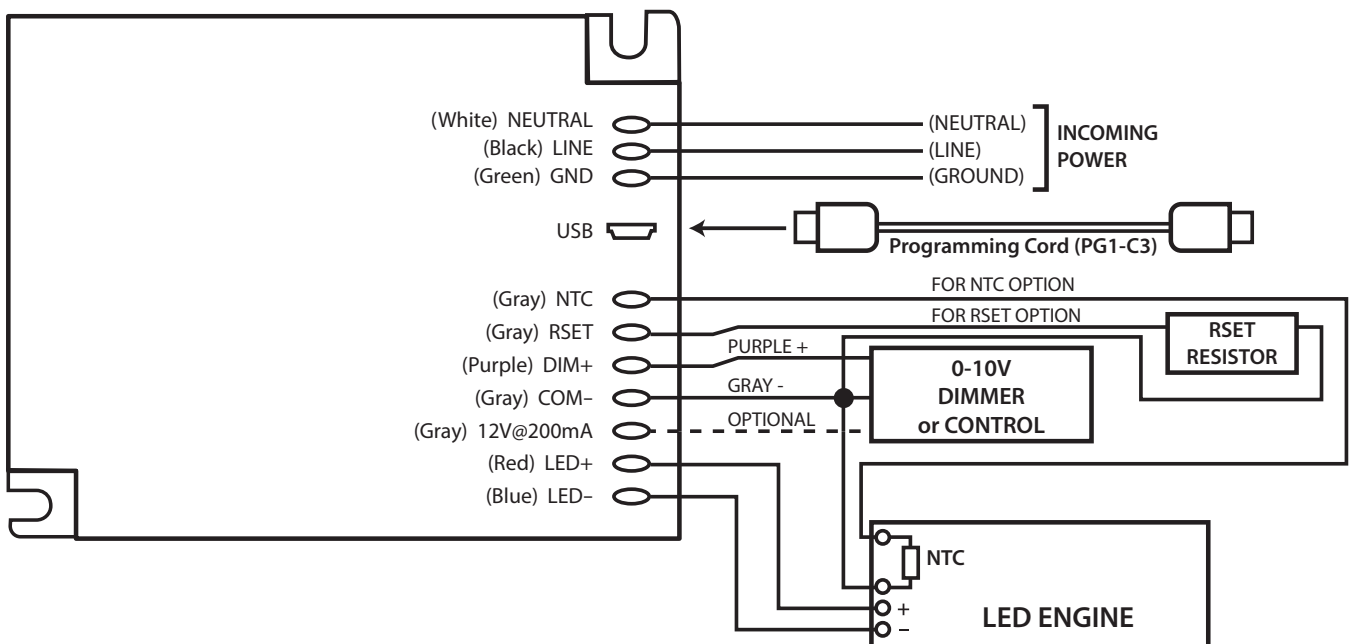 (White) NEUTRAL
(Black) LINE
(Green) GND
(NEUTRAL)
(LINE)
(GROUND)
INCOMING
POWER
USB
Programming Cord (PG1-C3)
(Gray) NTC
(Gray) RSET
(Purple) DIM+
(Gray) COM–
(Gray) 12V@200mA
(Red) LED+
(Blue) LED–
FOR NTC OPTION
FOR RSET OPTION
PURPLE +
GRAY -
OPTIONAL
RSET
RESISTOR
0-10V
DIMMER
or CONTROL
NTC
+
–
LED ENGINE